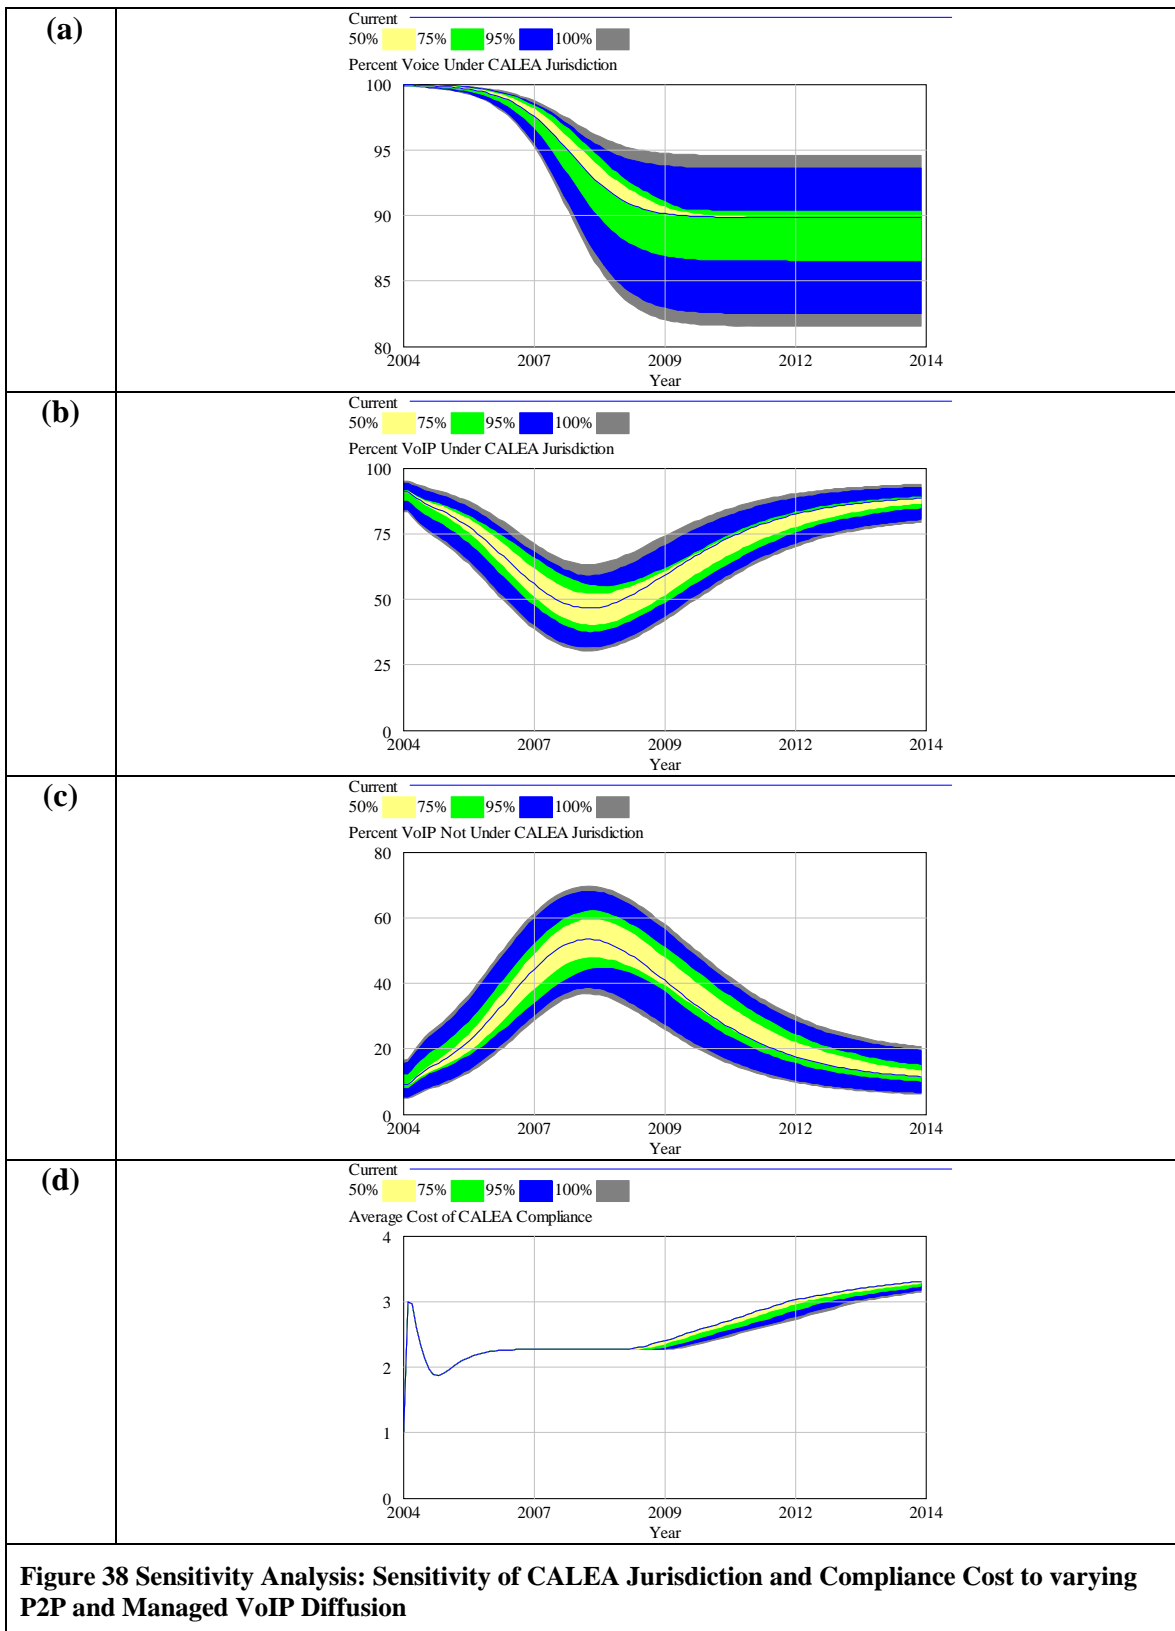 (a)
Current
50% 75% 95% 100%
Percent Voice Under CALEA Jurisdiction
100
95
90
85
80
2004 2007 2009 2012 2014
Year
(b)
Current
50% 75% 95% 100%
Percent VoIP Under CALEA Jurisdiction
100
75
50
25
0
2004 2007 2009 2012 2014
Year
(c)
Current
50% 75% 95% 100%
Percent VoIP Not Under CALEA Jurisdiction
80
60
40
20
0
2004 2007 2009 2012 2014
Year
(d)
Current
50% 75% 95% 100%
Average Cost of CALEA Compliance
4
3
2
1
0
2004 2007 2009 2012 2014
Year
Figure 38 Sensitivity Analysis: Sensitivity of CALEA Jurisdiction and Compliance Cost to varying
P2P and Managed VoIP Diffusion